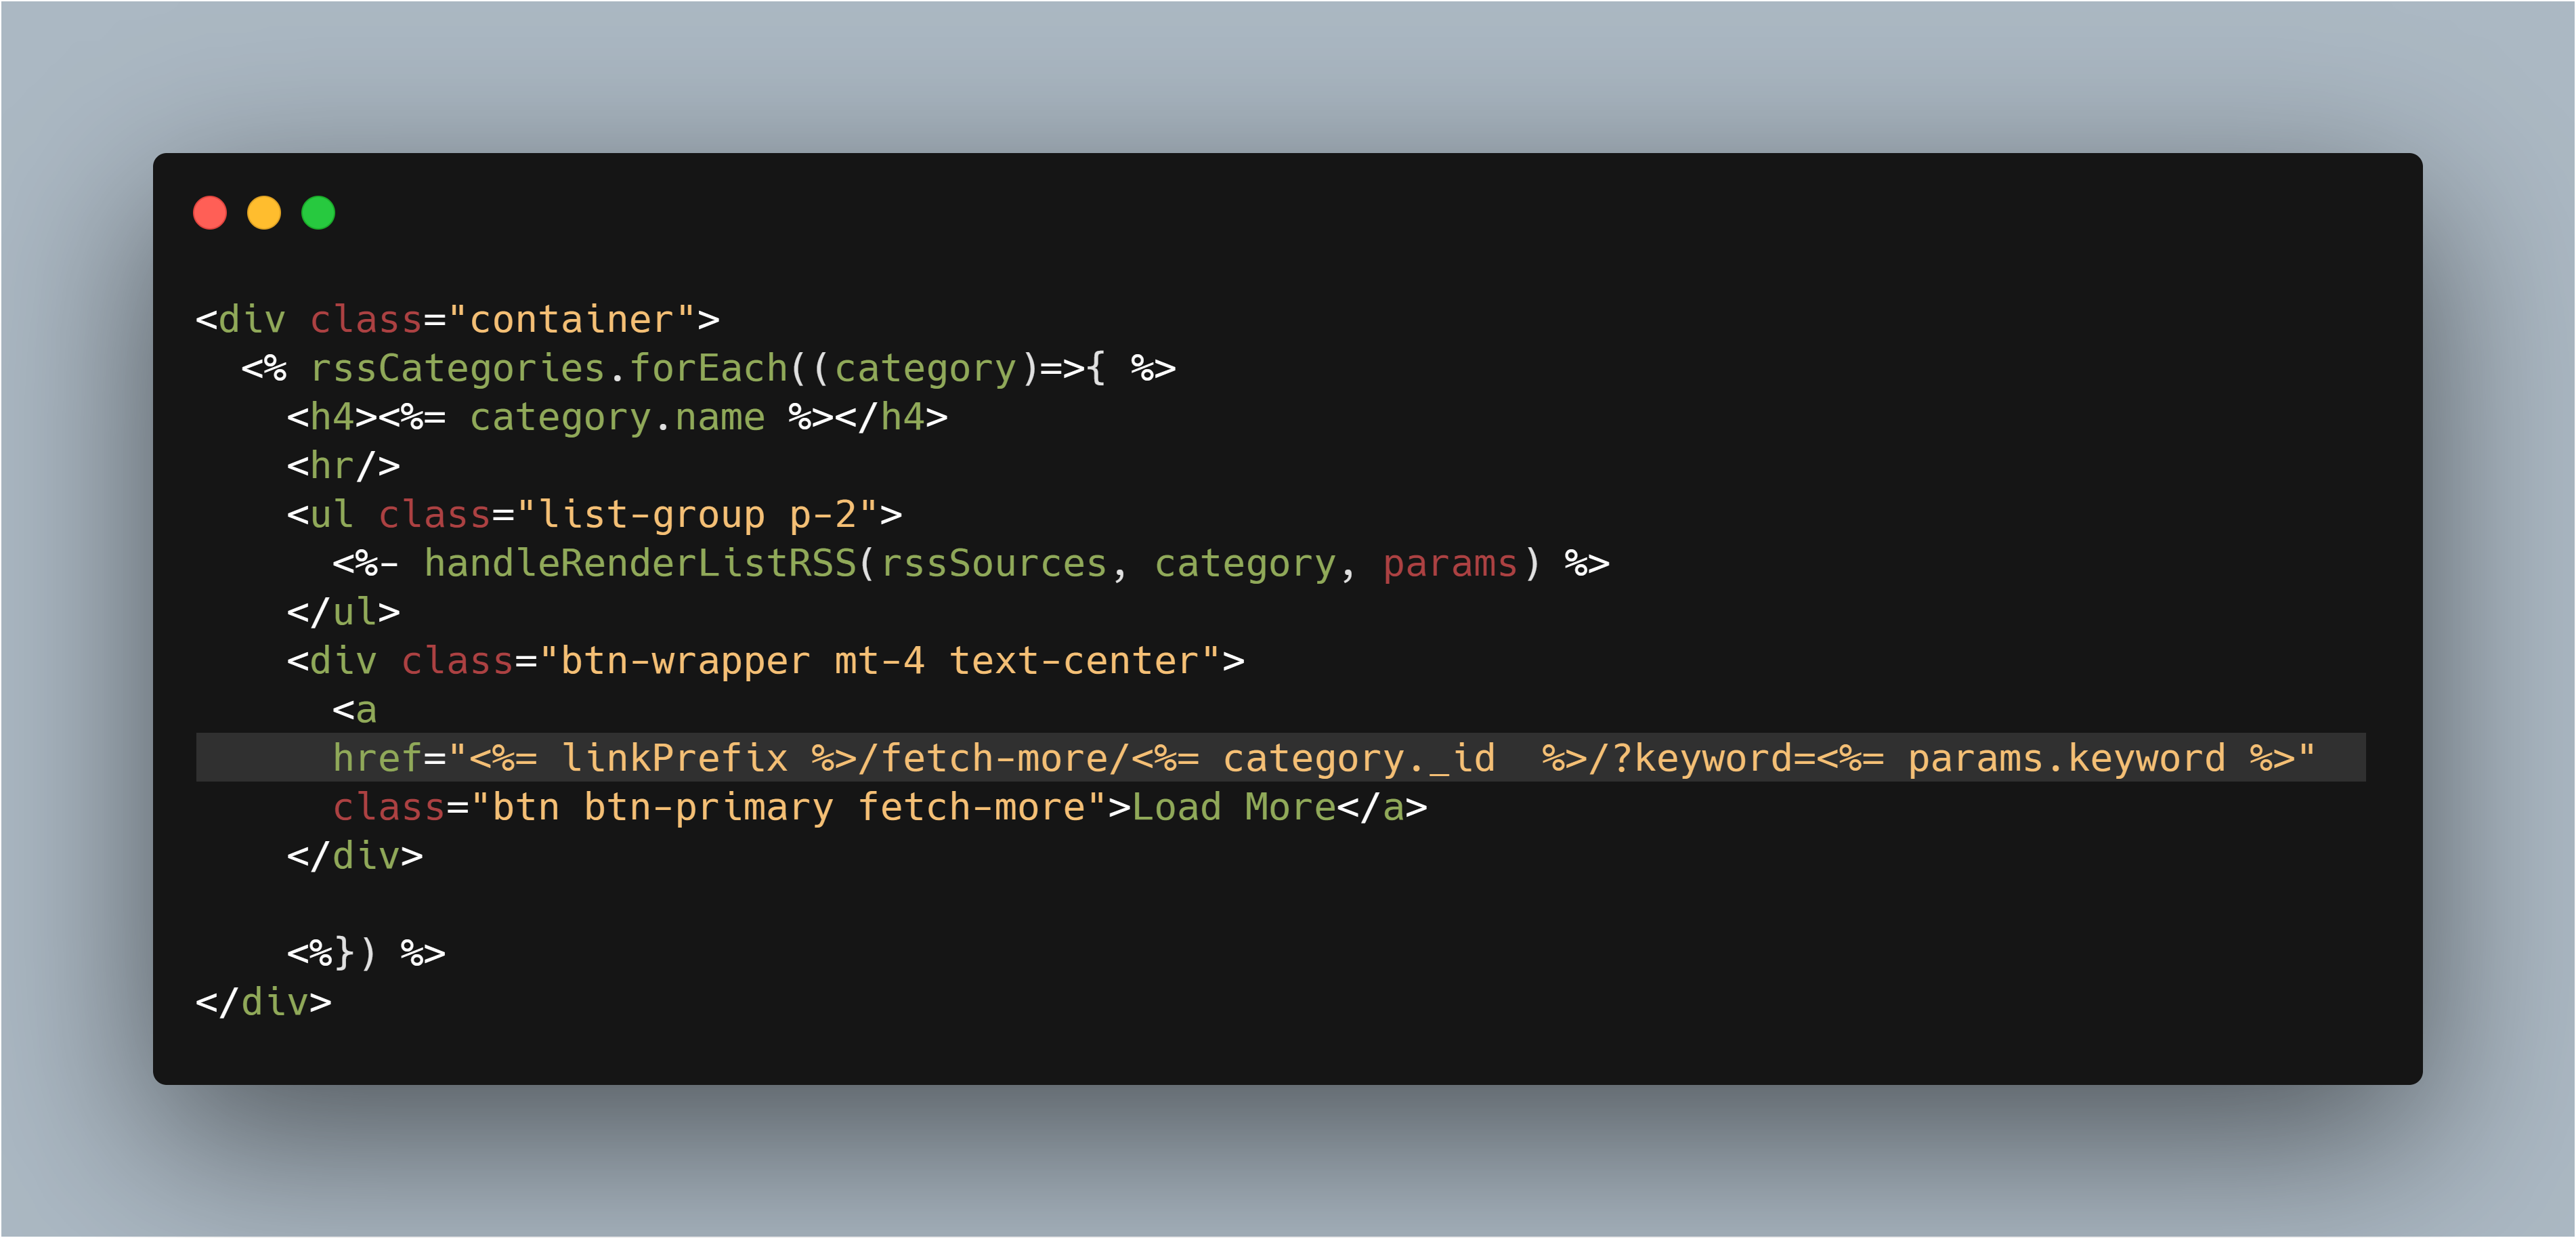 <div class="container">
  <% rssCategories.forEach((category)=>{ %>
    <h4><%= category.name %></h4>
    <hr/>
    <ul class="list-group p-2">
      <%- handleRenderListRSS(rssSources, category, params) %>
    </ul>
    <div class="btn-wrapper mt-4 text-center">
      <a
      href="<%= linkPrefix %>/fetch-more/<%= category._id  %>/?keyword=<%= params.keyword %>"
      class="btn btn-primary fetch-more">Load More</a>
    </div>

    <%}) %>
</div>